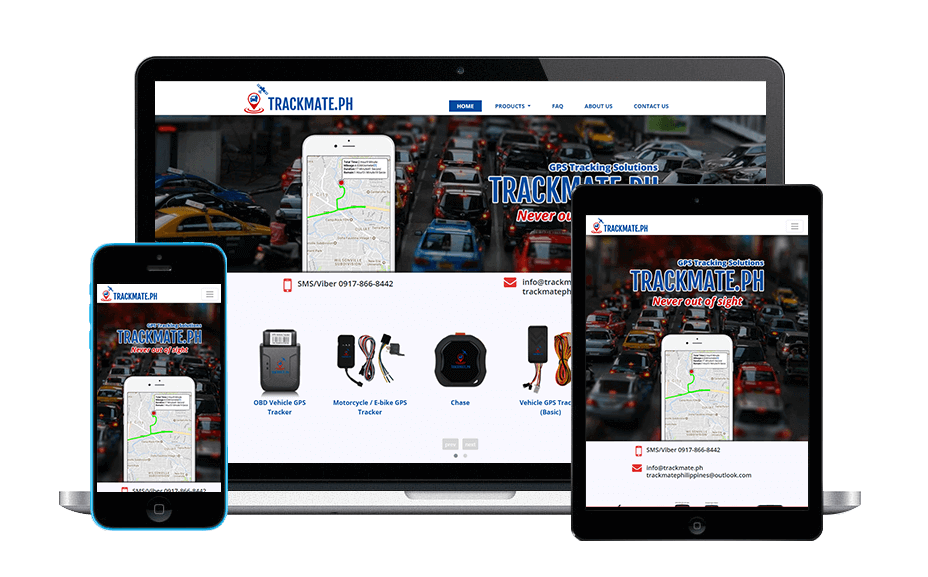 TRACKMATE.PH
HOME
PRODUCTS
FAQ
ABOUT US
CONTACT US
GPS Tracking Solutions
TRACKMATE.PH
Never ou
SMS/Viber 0917-866-8442
info@trackm
trackmateph
OBD Vehicle GPS
Tracker
Motorcycle / E-bike GPS
Tracker
Chase
Vehicle GPS Trac
(Basic)
prev
next
TRACKMATE.PH
GPS Tracking Solutions
TRACKMATE.PH
Never out of sight
SMS/Viber 0917-866-8442
TRACKMATE.PH
GPS Tracking Solutions
TRACKMATE.PH
Never out of sight
SMS/Viber 0917-866-8442
info@trackmate.ph
trackmatephilippines@outlook.com